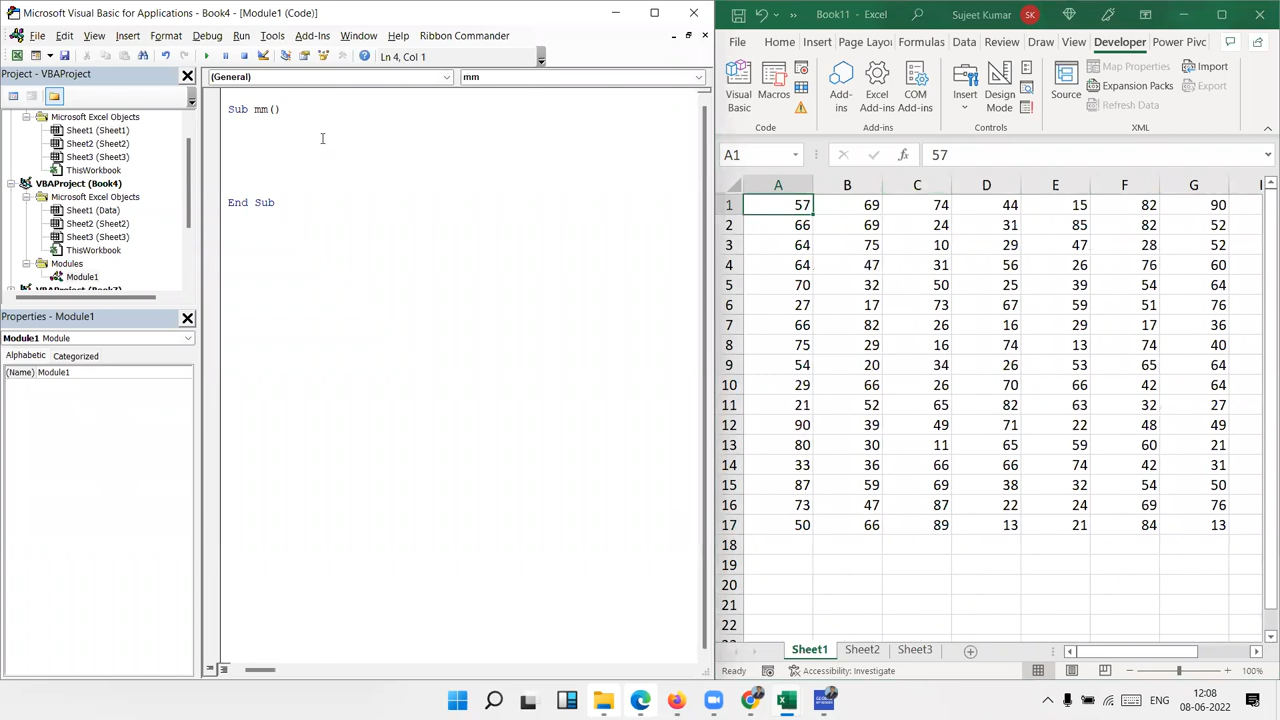 Microsoft Visual Basic for Applications - Book4 - [Module1 (Code)]
File Edit View Insert Format Debug Run Tools Add-Ins Window Help Ribbon Commander
Ln 4, Col 1
Project - VBAProject
Microsoft Excel Objects
Sheet1 (Sheet1)
Sheet2 (Sheet2)
Sheet3 (Sheet3)
ThisWorkbook
VBAProject (Book4)
Microsoft Excel Objects
Sheet1 (Data)
Sheet2 (Sheet2)
Sheet3 (Sheet3)
ThisWorkbook
Modules
Module1
Properties - Module1
Module1 Module
Alphabetic Categorized
(Name) Module1
(General) mm
Sub mm()
End Sub
Book11 - Excel Sujeet Kumar SK
File Home Insert Page Layou Formulas Data Review View Developer Power Pivc
Visual Basic
Macros
Code
Add-ins
Excel Add-ins
COM Add-ins
Add-ins
Insert
Design Mode
Controls
Source
Map Properties
Expansion Packs
Refresh Data
Import
Export
XML
A1 fx 57
A B C D E F G
1 57 69 74 44 15 82 90
2 66 69 24 31 85 82 52
3 64 75 10 29 47 28 52
4 64 47 31 56 26 76 60
5 70 32 50 25 39 54 64
6 27 17 73 67 59 51 76
7 66 82 26 16 29 17 36
8 75 29 16 74 13 74 40
9 54 20 34 26 53 65 64
10 29 66 26 70 66 42 64
11 21 52 65 82 63 32 27
12 90 39 49 71 22 48 49
13 80 30 11 65 59 60 21
14 33 36 66 66 74 42 31
15 87 59 69 38 32 54 50
16 73 47 87 22 24 69 76
17 50 66 89 13 21 84 13
18
19
20
21
22
Sheet1 Sheet2 Sheet3
Ready Accessibility: Investigate 100%
ENG 12:08
08-06-2022